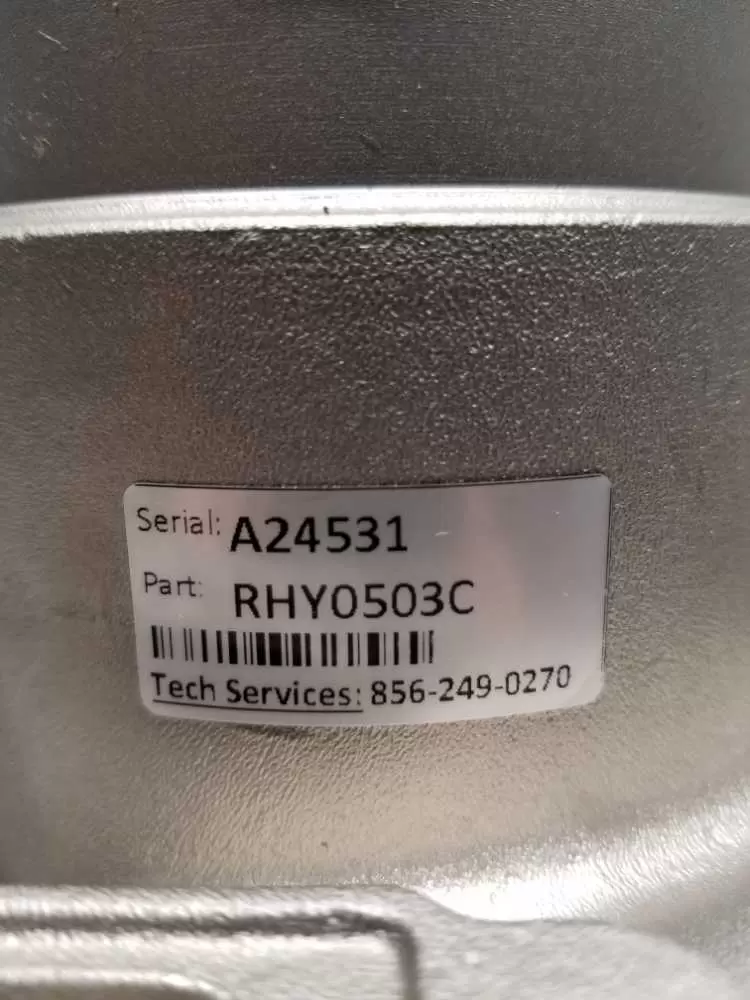 Serial: A24531
Part: RHY0503C
Tech Services: 856-249-0270